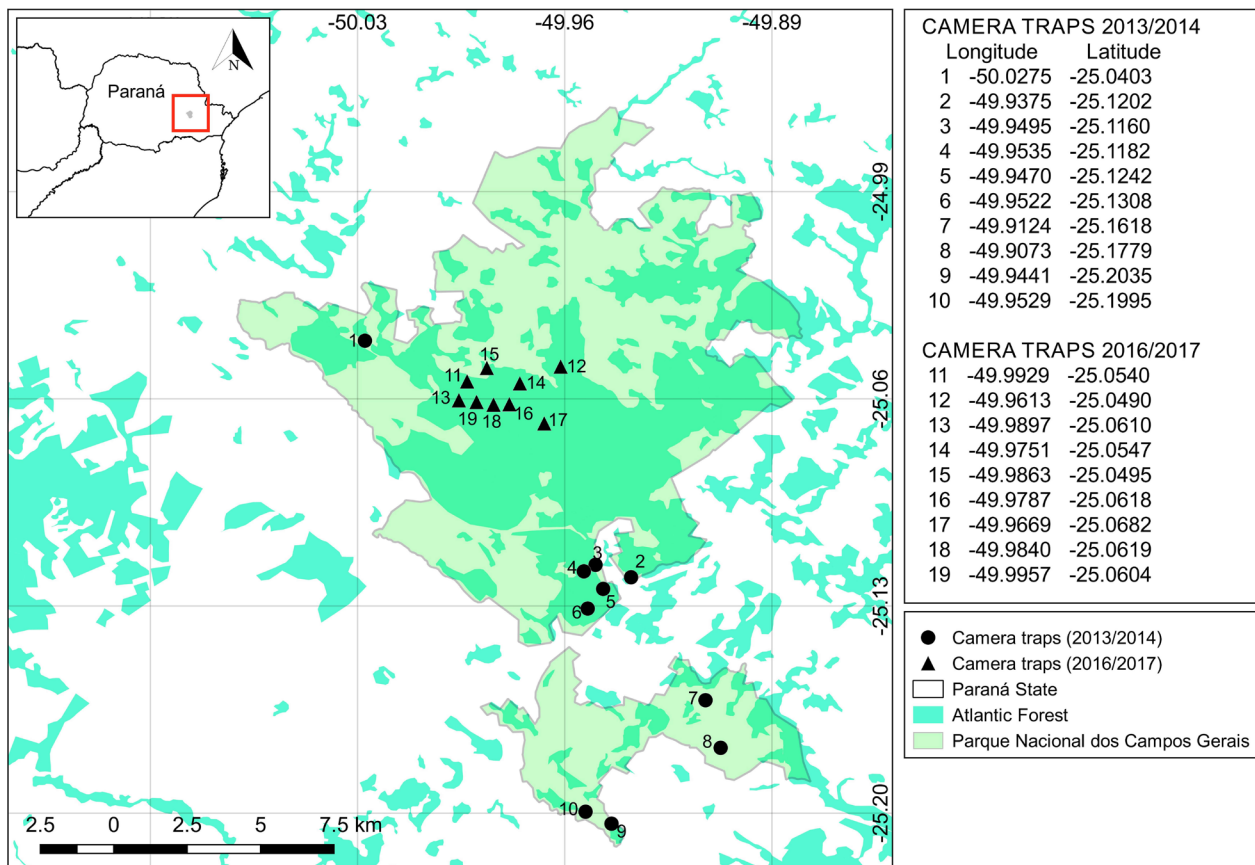 -50.03 -49.96 -49.89
N
Paraná
-24.99
-25.06
-25.13
-25.20
1
15
12
11
14
13
19
18
16
17
3
2
4
5
6
7
8
10
9
2.5 0 2.5 5 7.5 km
CAMERA TRAPS 2013/2014
Longitude Latitude
1 -50.0275 -25.0403
2 -49.9375 -25.1202
3 -49.9495 -25.1160
4 -49.9535 -25.1182
5 -49.9470 -25.1242
6 -49.9522 -25.1308
7 -49.9124 -25.1618
8 -49.9073 -25.1779
9 -49.9441 -25.2035
10 -49.9529 -25.1995
CAMERA TRAPS 2016/2017
11 -49.9929 -25.0540
12 -49.9613 -25.0490
13 -49.9897 -25.0610
14 -49.9751 -25.0547
15 -49.9863 -25.0495
16 -49.9787 -25.0618
17 -49.9669 -25.0682
18 -49.9840 -25.0619
19 -49.9957 -25.0604
Camera traps (2013/2014)
Camera traps (2016/2017)
Paraná State
Atlantic Forest
Parque Nacional dos Campos Gerais